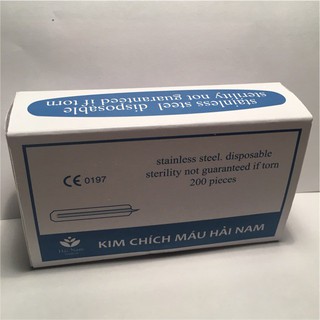 stainless steel disposable
sterility not guaranteed if torn
stainless steel. disposable
sterility not guaranteed if torn
200 pieces
CE 0197
KIM CHÍCH MÁU HẢI NAM